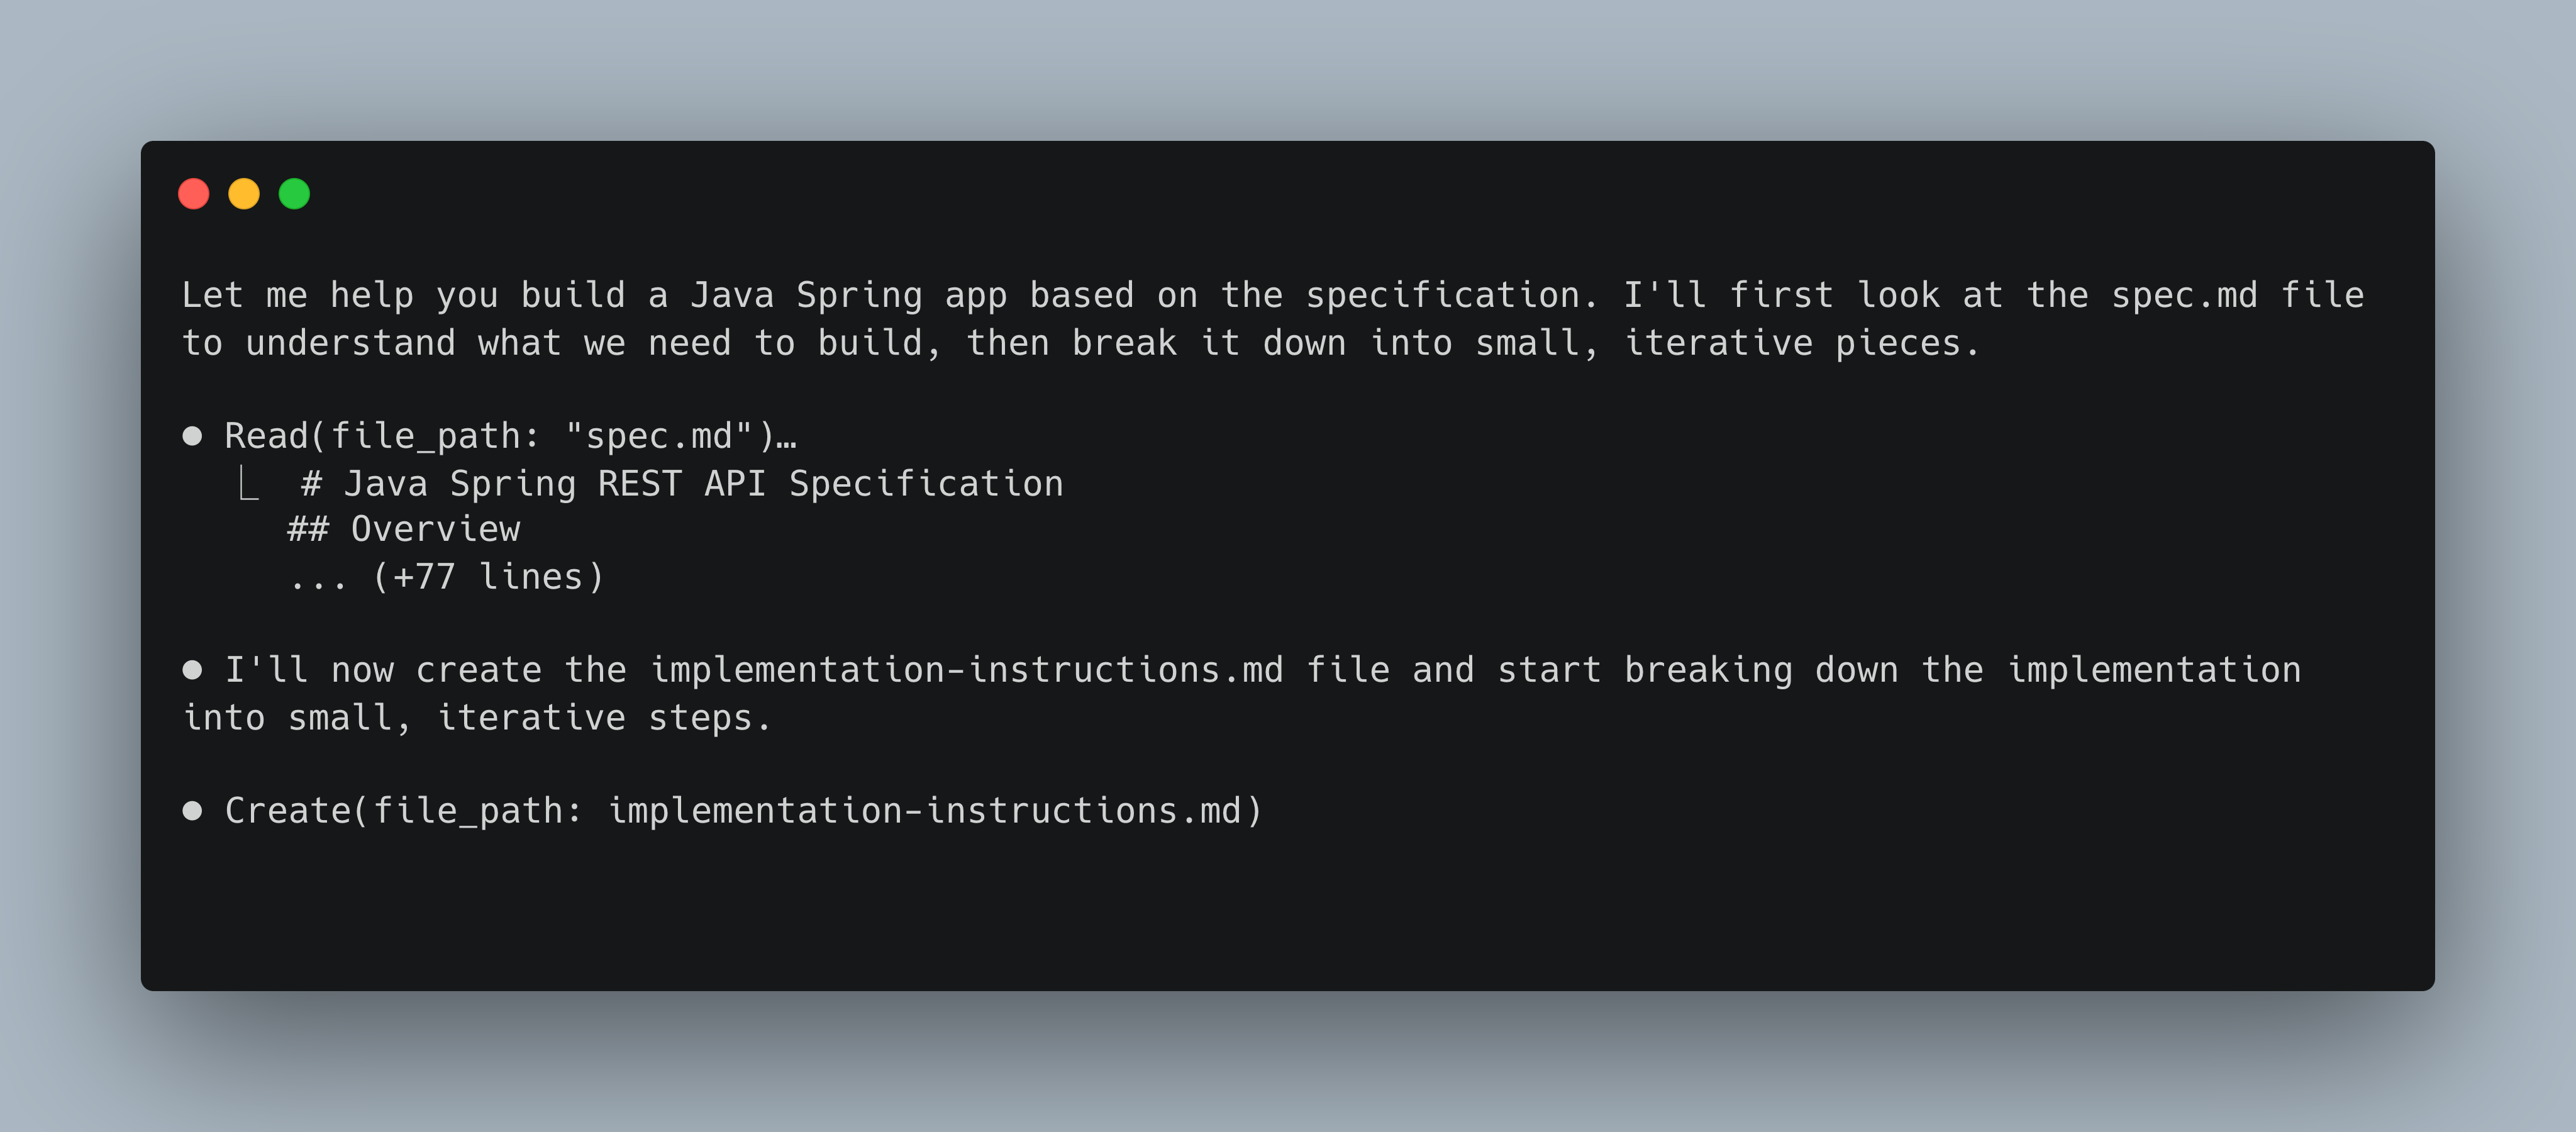 Let me help you build a Java Spring app based on the specification. I'll first look at the spec.md file
to understand what we need to build, then break it down into small, iterative pieces.
● Read(file_path: "spec.md")…
⎿  # Java Spring REST API Specification
## Overview
... (+77 lines)
● I'll now create the implementation-instructions.md file and start breaking down the implementation
into small, iterative steps.
● Create(file_path: implementation-instructions.md)